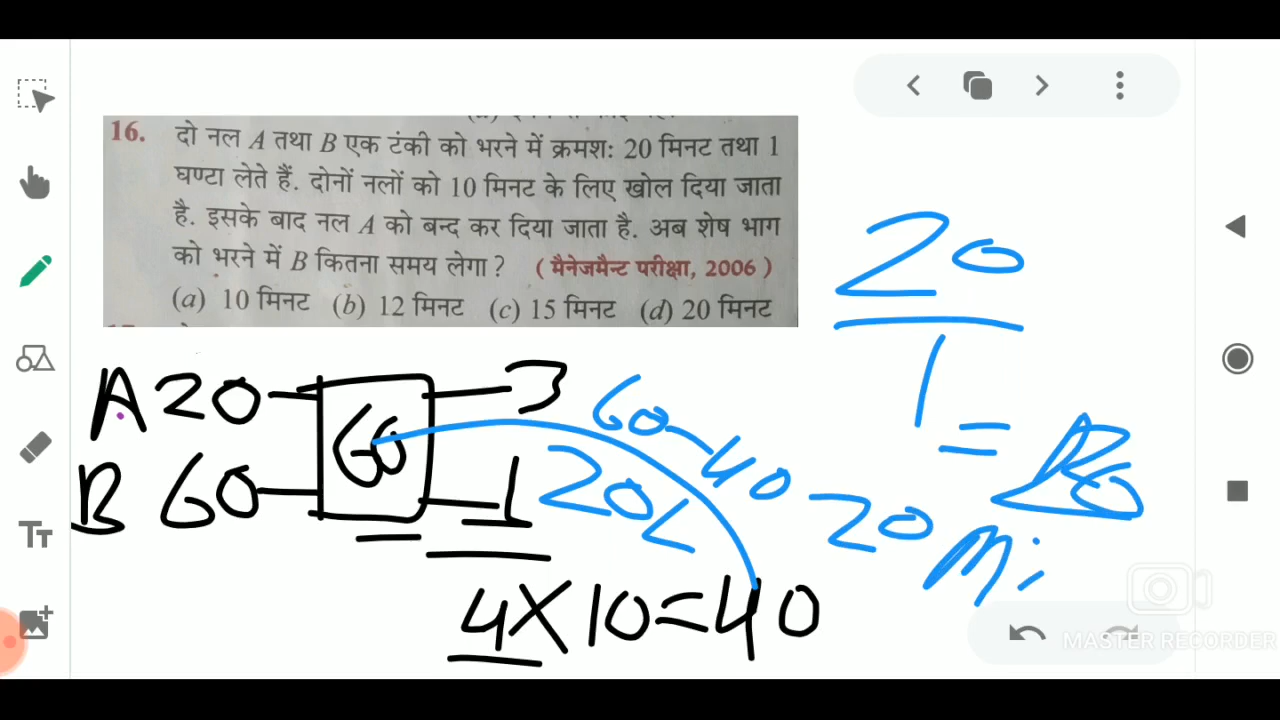 16. दो नल A तथा B एक टंकी को भरने में क्रमश: 20 मिनट तथा 1
घण्टा लेते हैं. दोनों नलों को 10 मिनट के लिए खोल दिया जाता
है. इसके बाद नल A को बन्द कर दिया जाता है. अब शेष भाग
को भरने में B कितना समय लेगा ? ( मैनेजमैन्ट परीक्षा, 2006 )
(a) 10 मिनट (b) 12 मिनट (c) 15 मिनट (d) 20 मिनट
20
1
=
A 20 60 3
B 60 1
60-40
20L
20
Mi
4X10=40
TT
MASTER RECORDER